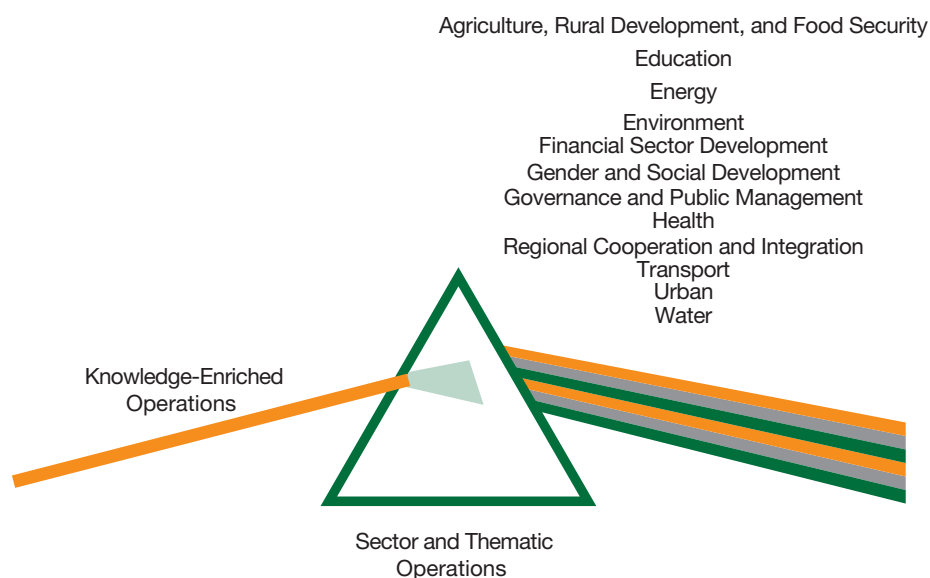 Agriculture, Rural Development, and Food Security
Education
Energy
Environment
Financial Sector Development
Gender and Social Development
Governance and Public Management
Health
Regional Cooperation and Integration
Transport
Urban
Water
Knowledge-Enriched
Operations
Sector and Thematic
Operations